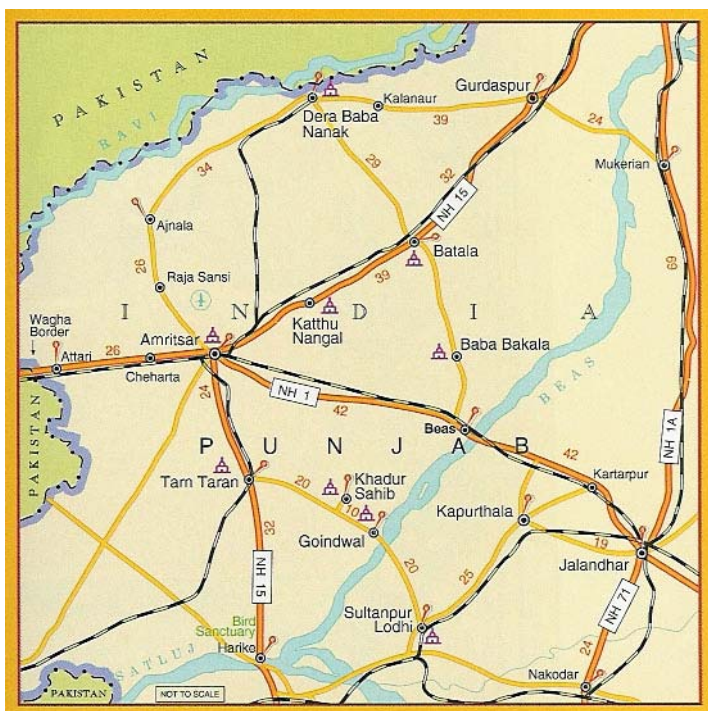 PAKISTAN
RAVI
Gurdaspur
Dera Baba
Nanak
Kalanaur
39
24
Mukerian
34
29
32
NH 15
Ajnala
Batala
26
Raja Sansi
39
69
INDIA
Katthu
Nangal
Wagha
Border
Amritsar
Baba Bakala
Attari
26
Cheharta
BEAS
24
NH 1
42
NH 1A
PAKISTAN
PUNJAB
Beas
42
Tarn Taran
20
Khadur
Sahib
Kartarpur
10
Kapurthala
Goindwal
32
19
Jalandhar
NH 15
20
25
NH 71
Sultanpur
Lodhi
Bird
Sanctuary
Harike
24
SATLUJ
Nakodar
PAKISTAN
NOT TO SCALE